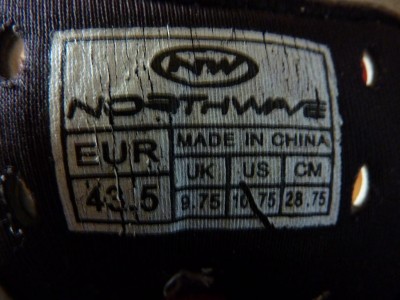 NW
NORTHWAVE
EUR MADE IN CHINA
UK US CM
43.5 9.75 10.75 28.75